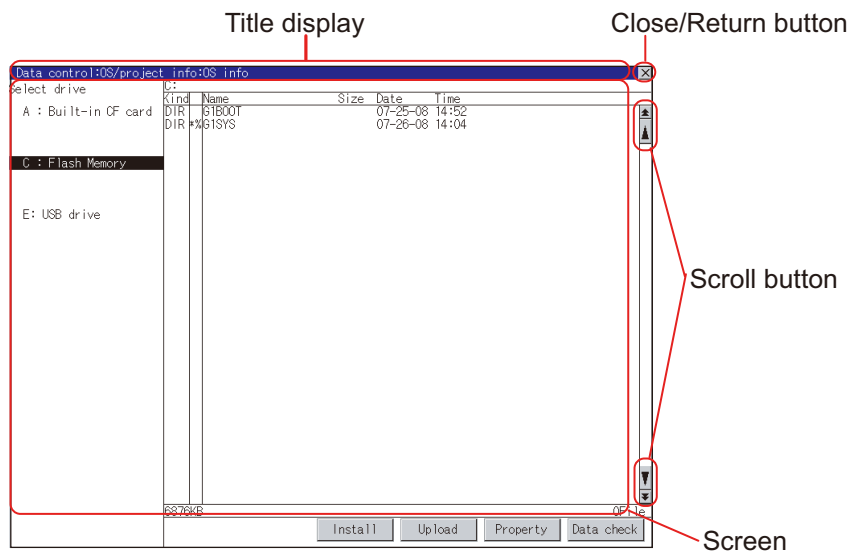 Title display
Close/Return button
Data control:OS/project info:OS info
Select drive
C:
Kind Name Size Date Time
A : Built-in CF card
DIR G1BOOT 07-25-08 14:52
DIR *%G1SYS 07-26-08 14:04
C : Flash Memory
E: USB drive
Scroll button
6876KB 0File
Install Upload Property Data check
Screen